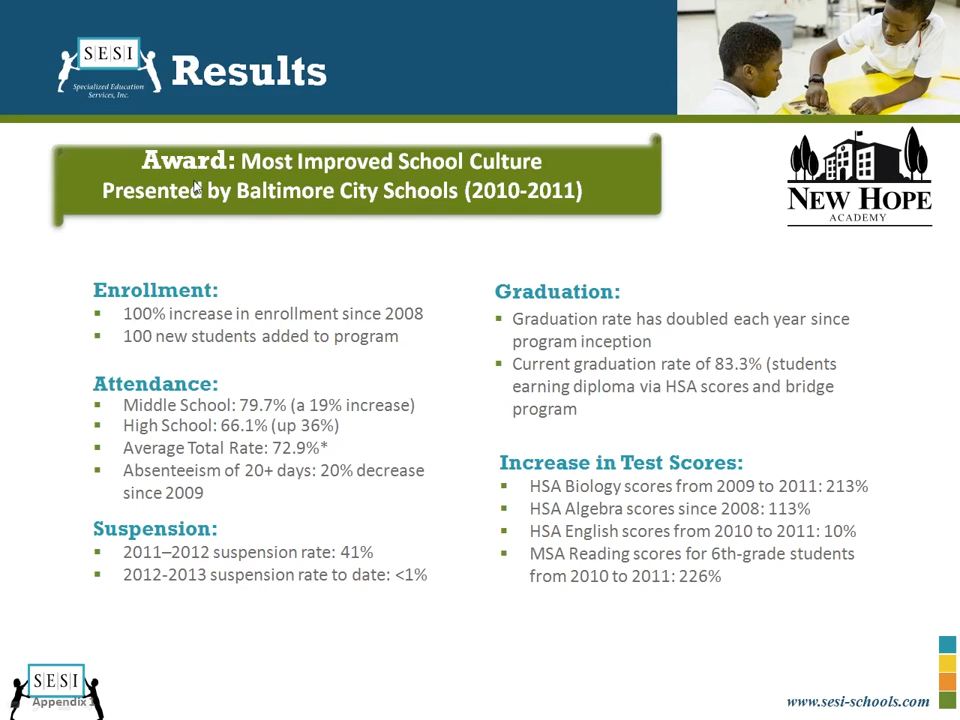 SESI
Specialized Education
Services, Inc.
Results
Award: Most Improved School Culture
Presented by Baltimore City Schools (2010-2011)
NEW HOPE
ACADEMY
Enrollment:
▪ 100% increase in enrollment since 2008
▪ 100 new students added to program
Attendance:
▪ Middle School: 79.7% (a 19% increase)
▪ High School: 66.1% (up 36%)
▪ Average Total Rate: 72.9%*
▪ Absenteeism of 20+ days: 20% decrease
since 2009
Suspension:
▪ 2011–2012 suspension rate: 41%
▪ 2012-2013 suspension rate to date: <1%
Graduation:
▪ Graduation rate has doubled each year since
program inception
▪ Current graduation rate of 83.3% (students
earning diploma via HSA scores and bridge
program
Increase in Test Scores:
▪ HSA Biology scores from 2009 to 2011: 213%
▪ HSA Algebra scores since 2008: 113%
▪ HSA English scores from 2010 to 2011: 10%
▪ MSA Reading scores for 6th-grade students
from 2010 to 2011: 226%
SESI
Appendix 1
www.sesi-schools.com